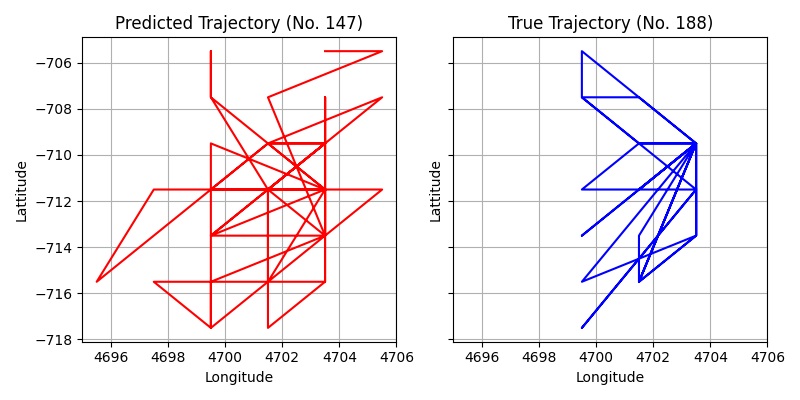 Predicted Trajectory (No. 147)
True Trajectory (No. 188)
−706
−708
−710
−712
−714
−716
−718
Lattitude
Lattitude
4696 4698 4700 4702 4704 4706
4696 4698 4700 4702 4704 4706
Longitude
Longitude